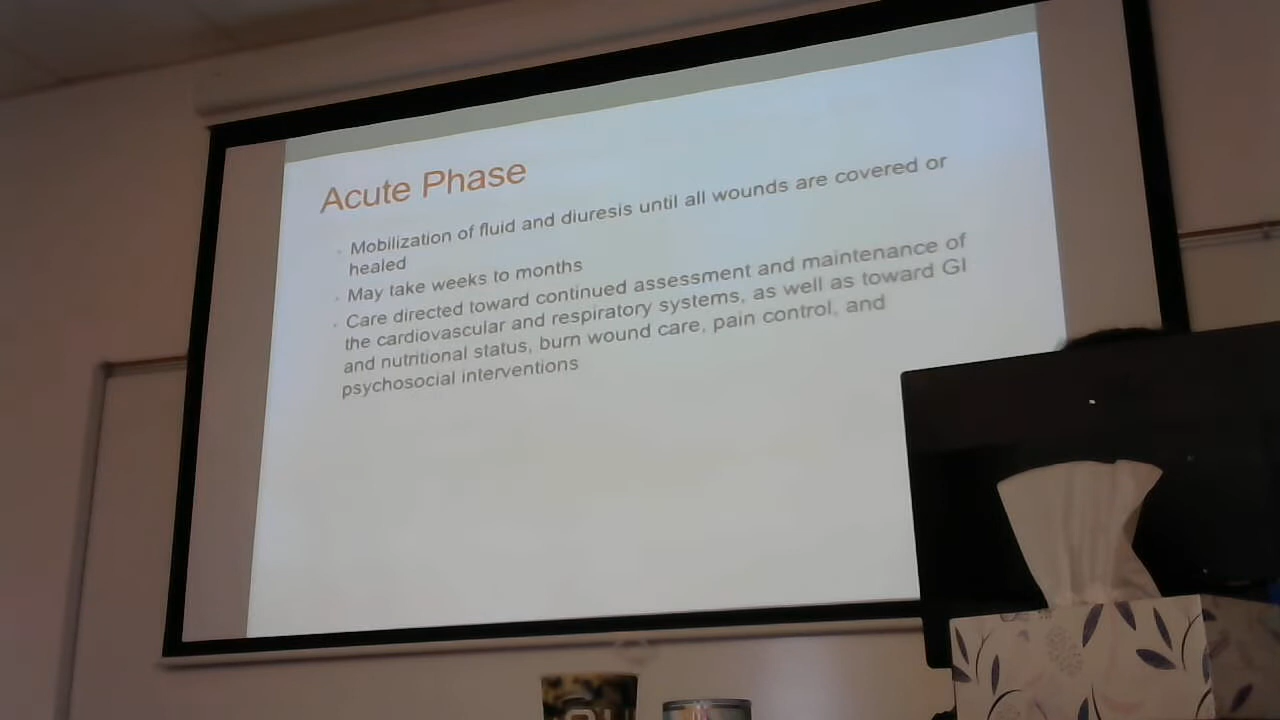 Acute Phase
Mobilization of fluid and diuresis until all wounds are covered or
healed
May take weeks to months
Care directed toward continued assessment and maintenance of
the cardiovascular and respiratory systems, as well as toward GI
and nutritional status, burn wound care, pain control, and
psychosocial interventions